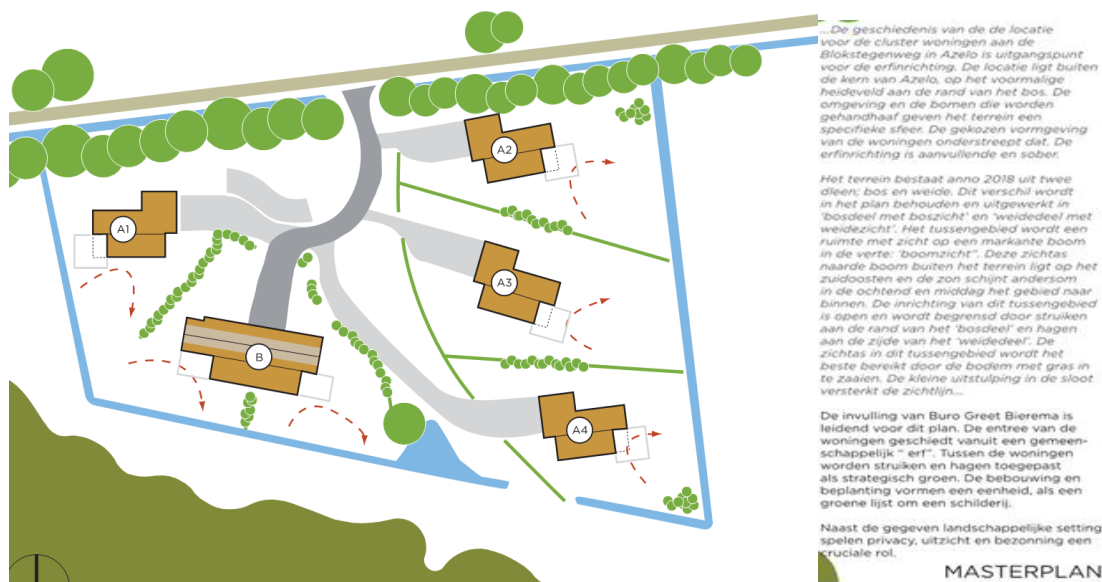 A1
A2
A3
A4
B
...De geschiedenis van de de locatie
voor de cluster woningen aan de
Blokstegenweg in Azelo is uitgangspunt
voor de erfinrichting. De locatie ligt buiten
de kern van Azelo, op het voormalige
heideveld aan de rand van het bos. De
omgeving en de bomen die worden
gehandhaaf geven het terrein een
specifieke sfeer. De gekozen vormgeving
van de woningen onderstreept dat. De
erfinrichting is aanvullende en sober.
Het terrein bestaat anno 2018 uit twee
dleen; bos en weide. Dit verschil wordt
in het plan behouden en uitgewerkt in
'bosdeel met boszicht' en 'weidedeel met
weidezicht'. Het tussengebied wordt een
ruimte met zicht op een markante boom
in de verte: 'boomzicht". Deze zichtas
naarde boom buiten het terrein ligt op het
zuidoosten en de zon schijnt andersom
in de ochtend en middag het gebied naar
binnen. De inrichting van dit tussengebied
is open en wordt begrensd door struiken
aan de rand van het 'bosdeel' en hagen
aan de zijde van het 'weidedeel'. De
zichtas in dit tussengebied wordt het
beste bereikt door de bodem met gras in
te zaaien. De kleine uitstulping in de sloot
versterkt de zichtlijn...
De invulling van Buro Greet Bierema is
leidend voor dit plan. De entree van de
woningen geschiedt vanuit een gemeen-
schappelijk " erf". Tussen de woningen
worden struiken en hagen toegepast
als strategisch groen. De bebouwing en
beplanting vormen een eenheid, als een
groene lijst om een schilderij.
Naast de gegeven landschappelijke setting
spelen privacy, uitzicht en bezonning een
cruciale rol.
MASTERPLAN